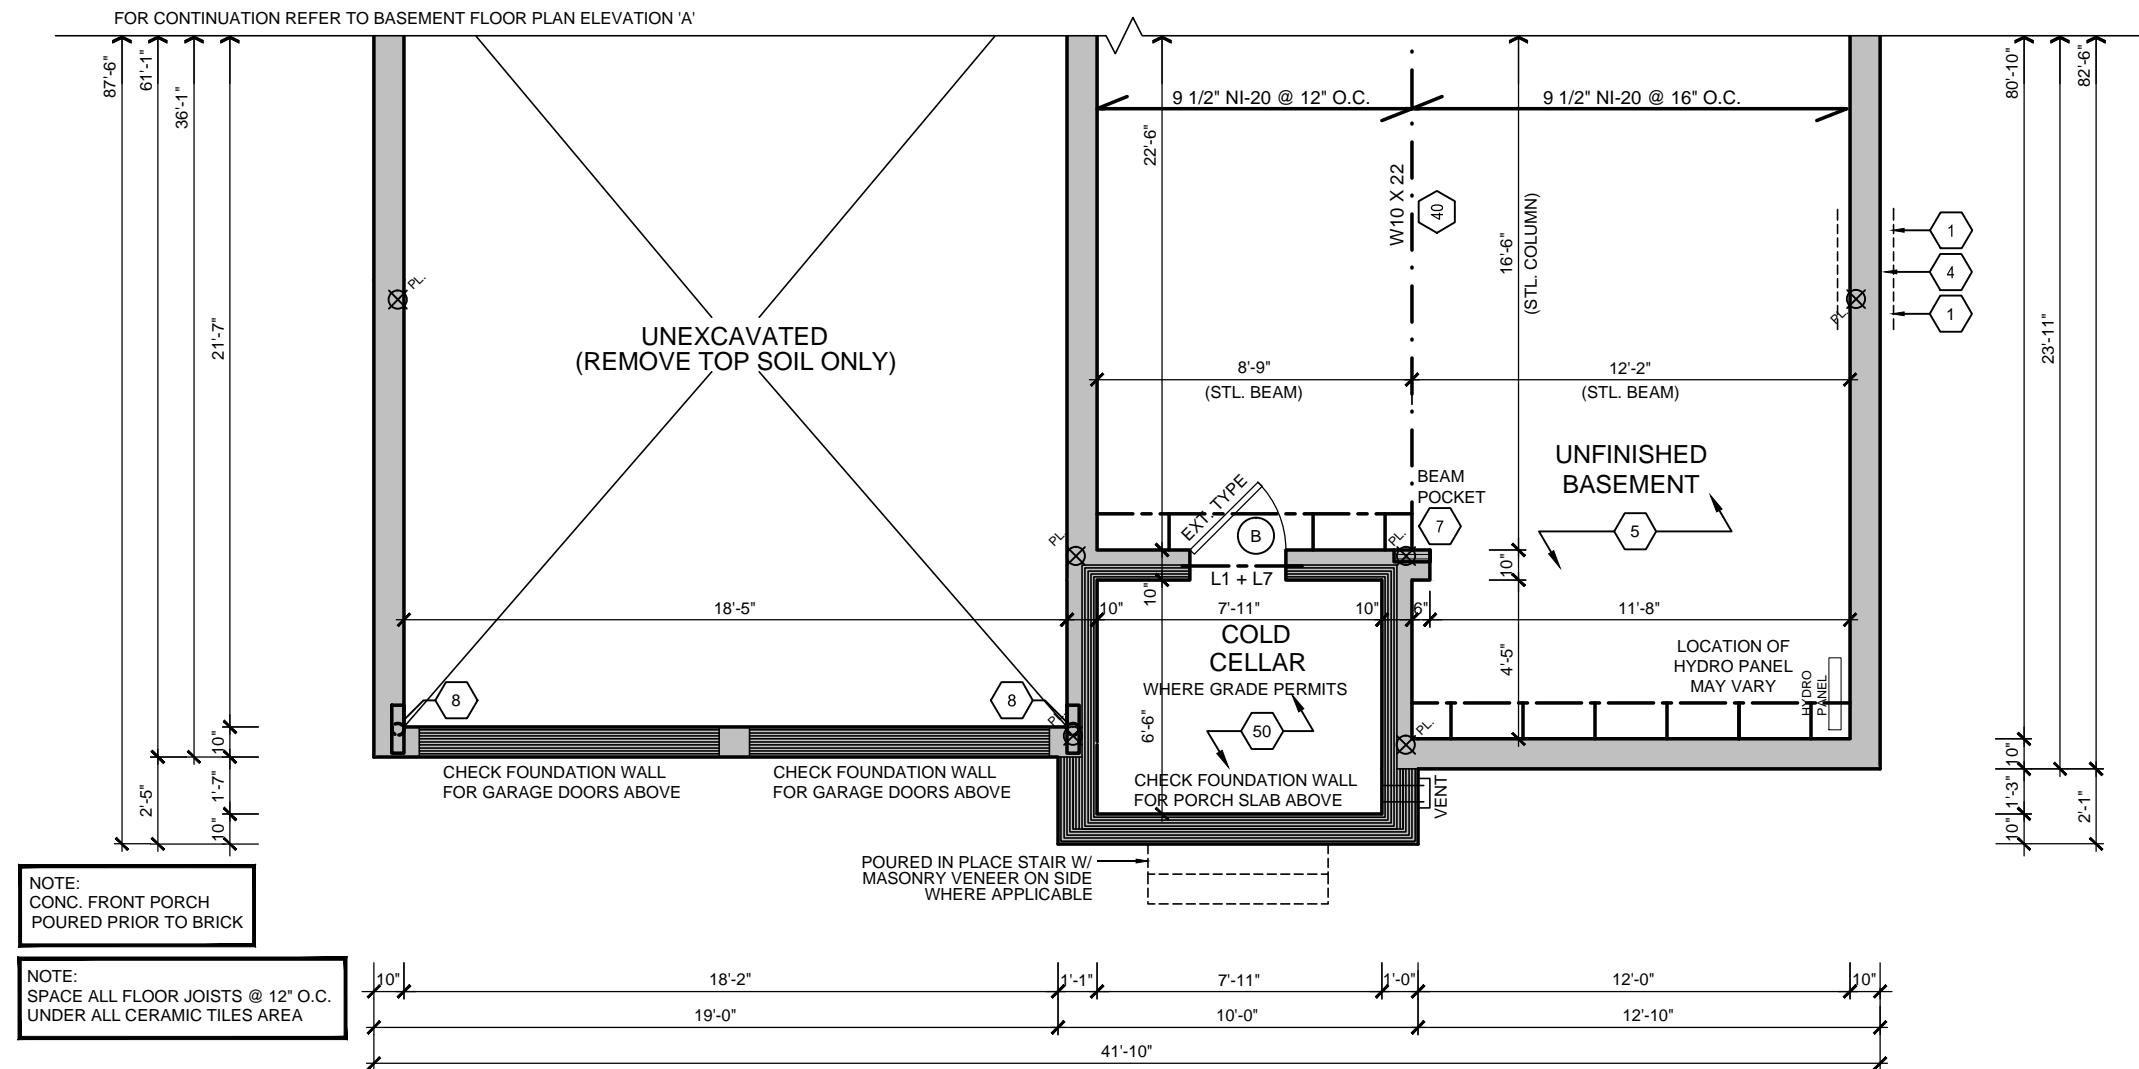 FOR CONTINUATION REFER TO BASEMENT FLOOR PLAN ELEVATION 'A'
87'-6"
61'-1"
36'-1"
21'-7"
10"
1'-7"
10"
2'-5"
9 1/2" NI-20 @ 12" O.C.
9 1/2" NI-20 @ 16" O.C.
22'-6"
W10 X 22
40
16'-6"
(STL. COLUMN)
80'-10"
82'-6"
23'-11"
1
4
1
PL.
PL.
UNEXCAVATED
(REMOVE TOP SOIL ONLY)
8'-9"
(STL. BEAM)
12'-2"
(STL. BEAM)
UNFINISHED
BASEMENT
5
BEAM
POCKET
7
EXT. TYPE
B
PL.
PL.
L1 + L7
10"
10"
18'-5"
10"
7'-11"
10"
6"
11'-8"
COLD
CELLAR
WHERE GRADE PERMITS
50
6'-6"
4'-5"
LOCATION OF
HYDRO PANEL
MAY VARY
HYDRO
PANEL
8
8
PL.
PL.
CHECK FOUNDATION WALL
FOR GARAGE DOORS ABOVE
CHECK FOUNDATION WALL
FOR GARAGE DOORS ABOVE
CHECK FOUNDATION WALL
FOR PORCH SLAB ABOVE
VENT
10"
1'-3"
10"
2'-1"
POURED IN PLACE STAIR W/
MASONRY VENEER ON SIDE
WHERE APPLICABLE
NOTE:
CONC. FRONT PORCH
POURED PRIOR TO BRICK
NOTE:
SPACE ALL FLOOR JOISTS @ 12" O.C.
UNDER ALL CERAMIC TILES AREA
10"
18'-2"
1'-1"
7'-11"
1'-0"
12'-0"
10"
19'-0"
10'-0"
12'-10"
41'-10"